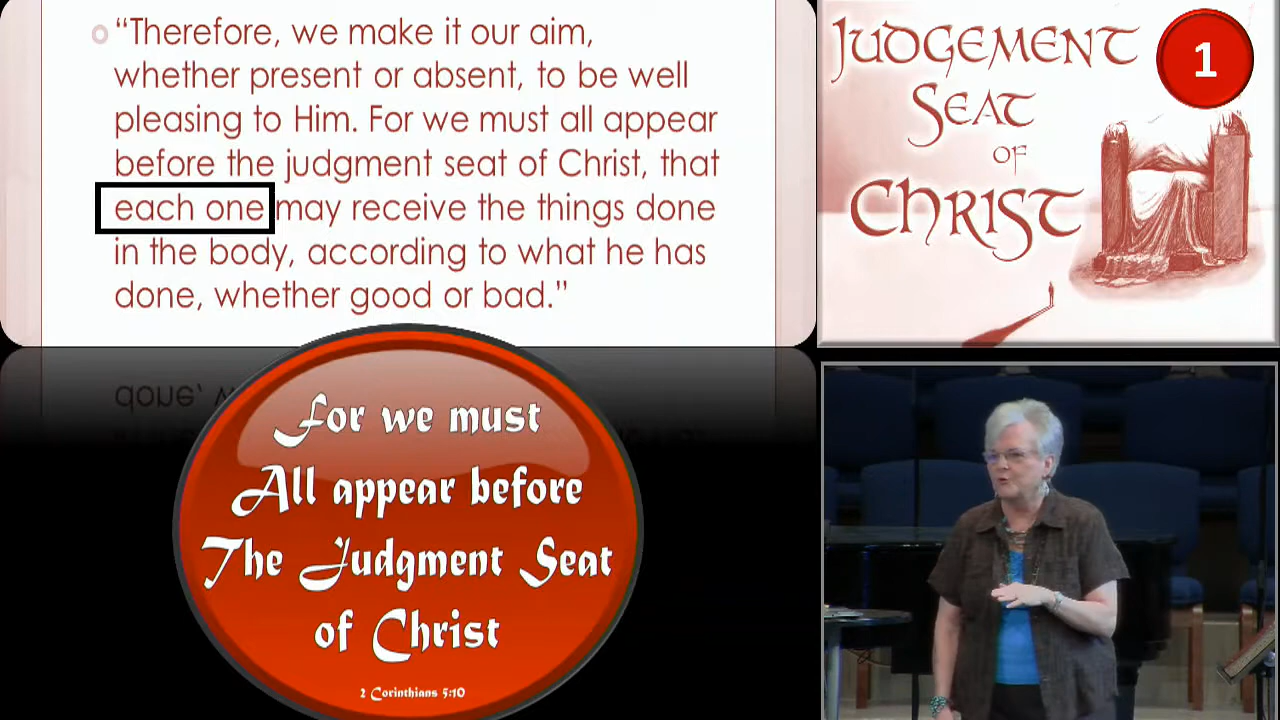 “Therefore, we make it our aim,
whether present or absent, to be well
pleasing to Him. For we must all appear
before the judgment seat of Christ, that
each one may receive the things done
in the body, according to what he has
done, whether good or bad.”
JUDGEMENT
SEAT
OF
CHRIST
1
done, w
For we must
All appear before
The Judgment Seat
of Christ
2 Corinthians 5:10